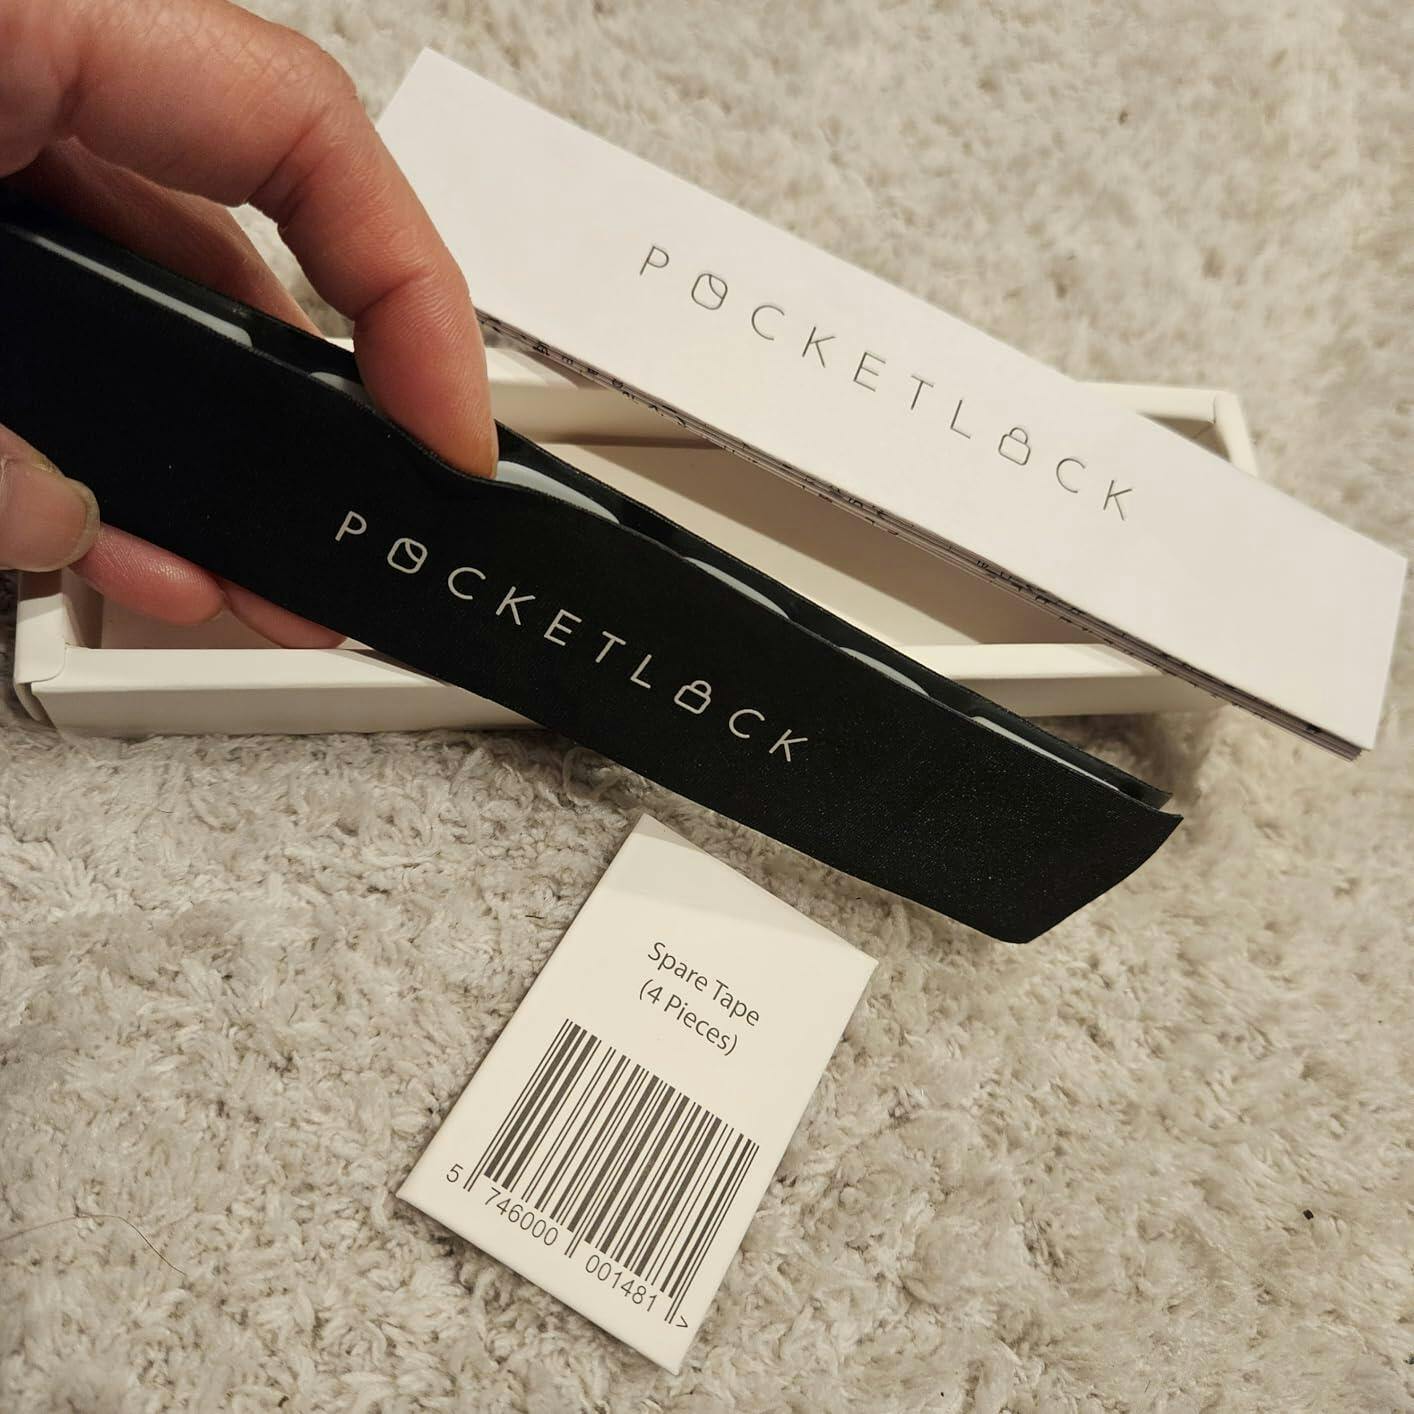 POCKETLOCK
POCKETLOCK
Spare Tape
(4 Pieces)
5 746000 001481 >